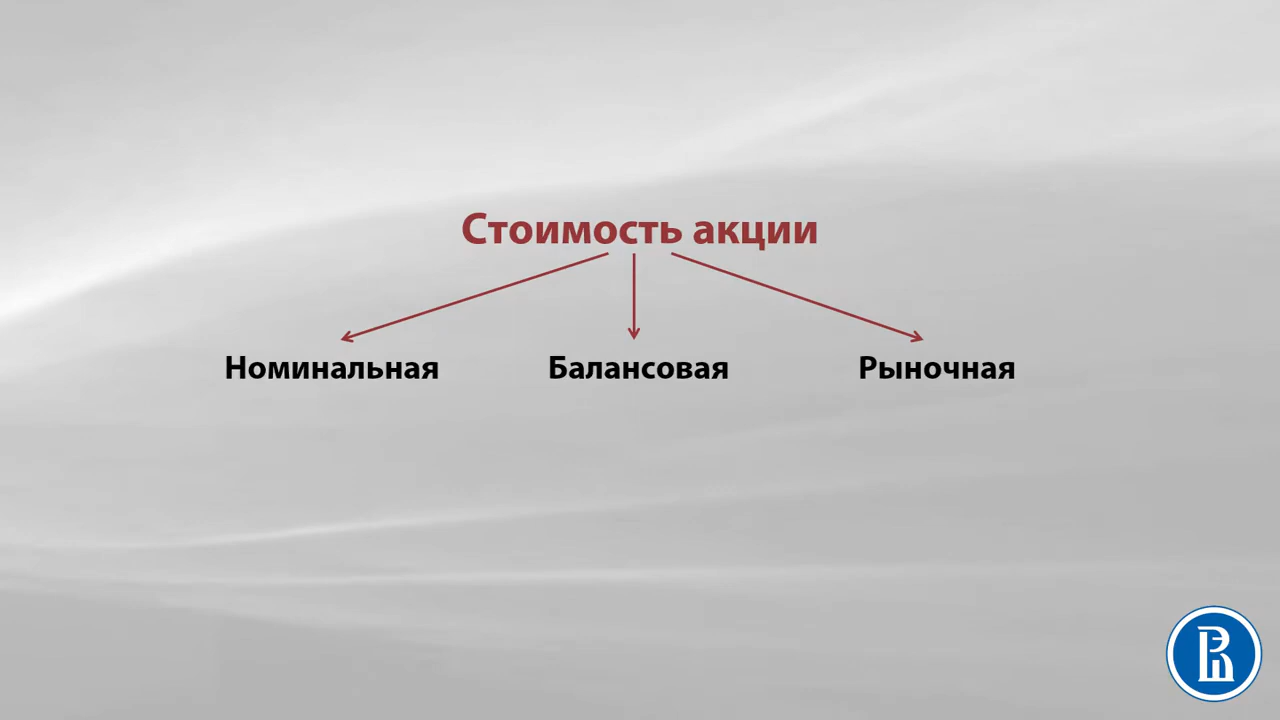 Стоимость акции
Номинальная Балансовая Рыночная